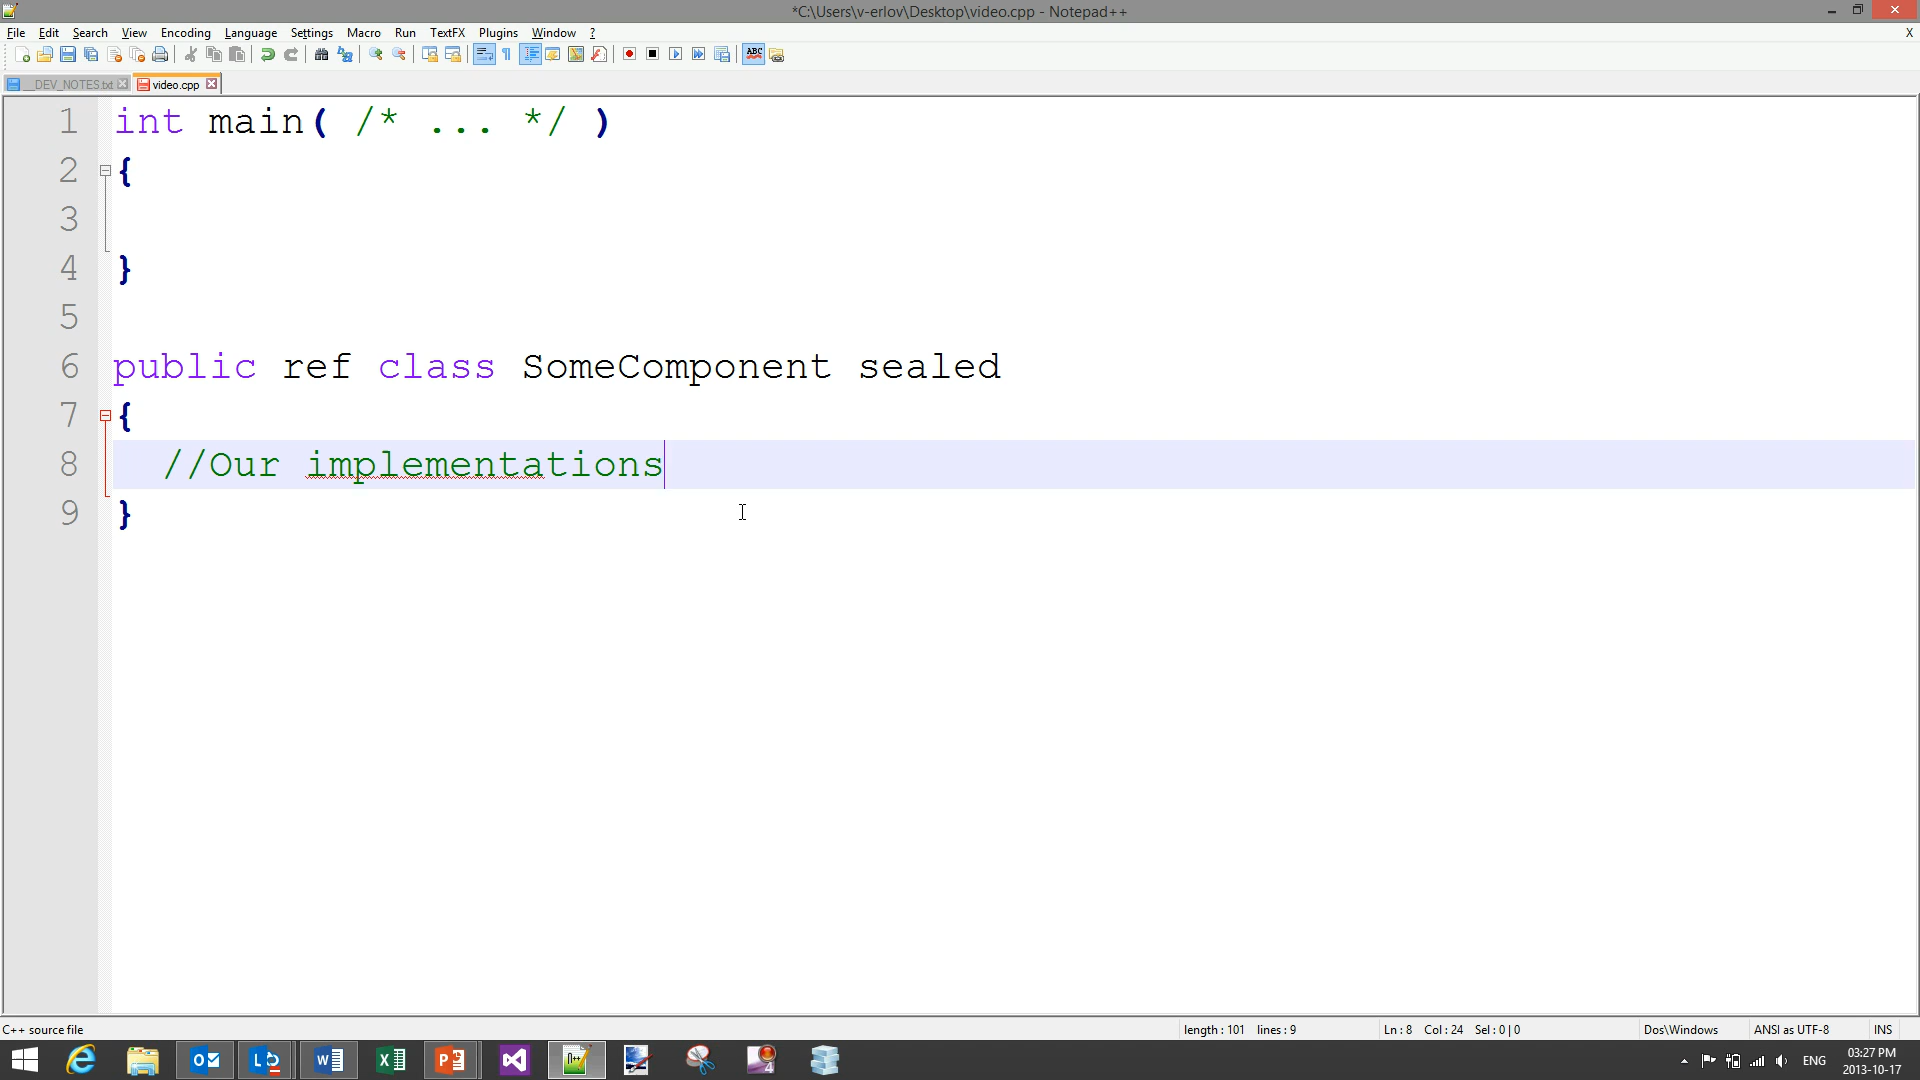 *C:\Users\v-erlov\Desktop\video.cpp - Notepad++
File Edit Search View Encoding Language Settings Macro Run TextFX Plugins Window ? X
ABC
__DEV_NOTES.txt video.cpp
1 int main( /* ... */ )
2 {
3
4 }
5
6 public ref class SomeComponent sealed
7 {
8 //Our implementations
9 }
C++ source file length : 101 lines : 9 Ln : 8 Col : 24 Sel : 0 | 0 Dos\Windows ANSI as UTF-8 INS
ENG 03:27 PM
2013-10-17